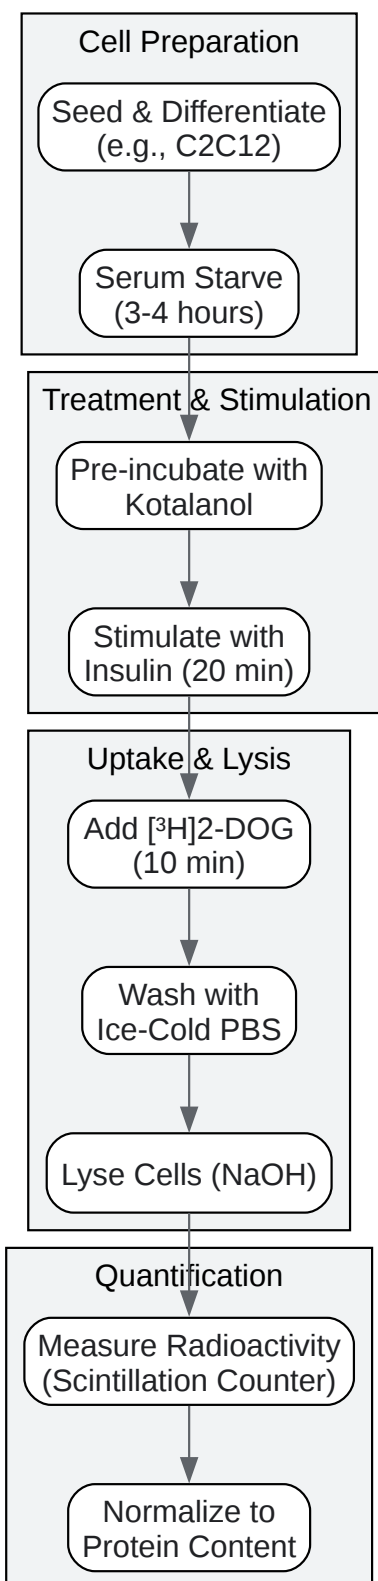 Cell Preparation
Seed & Differentiate
(e.g., C2C12)
Serum Starve
(3-4 hours)
Treatment & Stimulation
Pre-incubate with
Kotalanol
Stimulate with
Insulin (20 min)
Uptake & Lysis
Add [³H]2-DOG
(10 min)
Wash with
Ice-Cold PBS
Lyse Cells (NaOH)
Quantification
Measure Radioactivity
(Scintillation Counter)
Normalize to
Protein Content